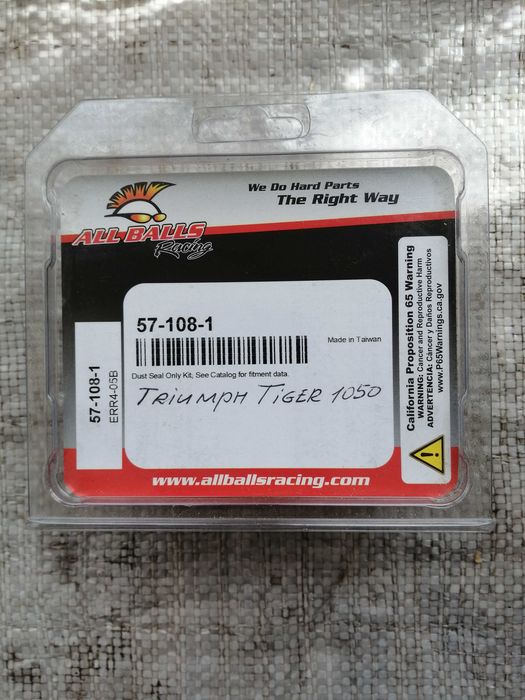 We Do Hard Parts
The Right Way
ALL BALLS
Racing
57-108-1
Made in Taiwan
Dust Seal Only Kit; See Catalog for fitment data.
TRIUMPH TIGER 1050
57-108-1
ERR4-05B
California Proposition 65 Warning
WARNING: Cancer and Reproductive Harm
ADVERTENCIA: Cáncer y Daños Reproductivos
www.P65Warnings.ca.gov
www.allballsracing.com